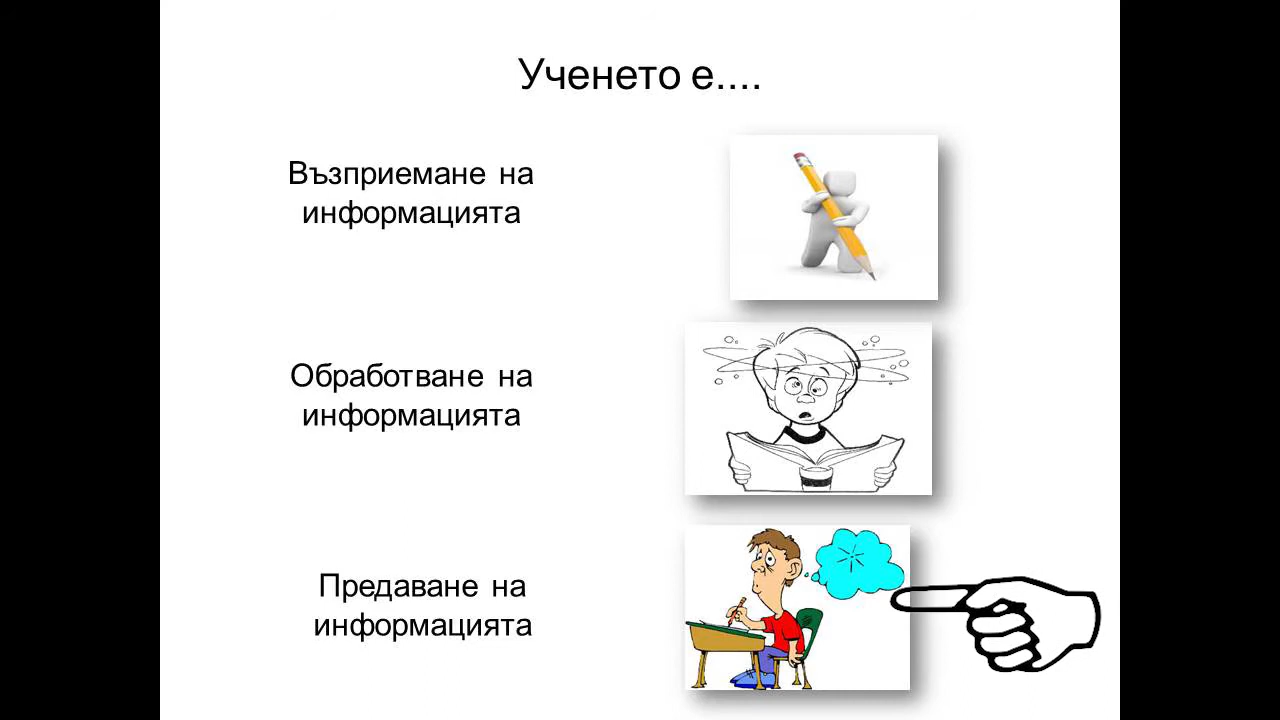 Ученето е....
Възприемане на
информацията
Обработване на
информацията
Предаване на
информацията